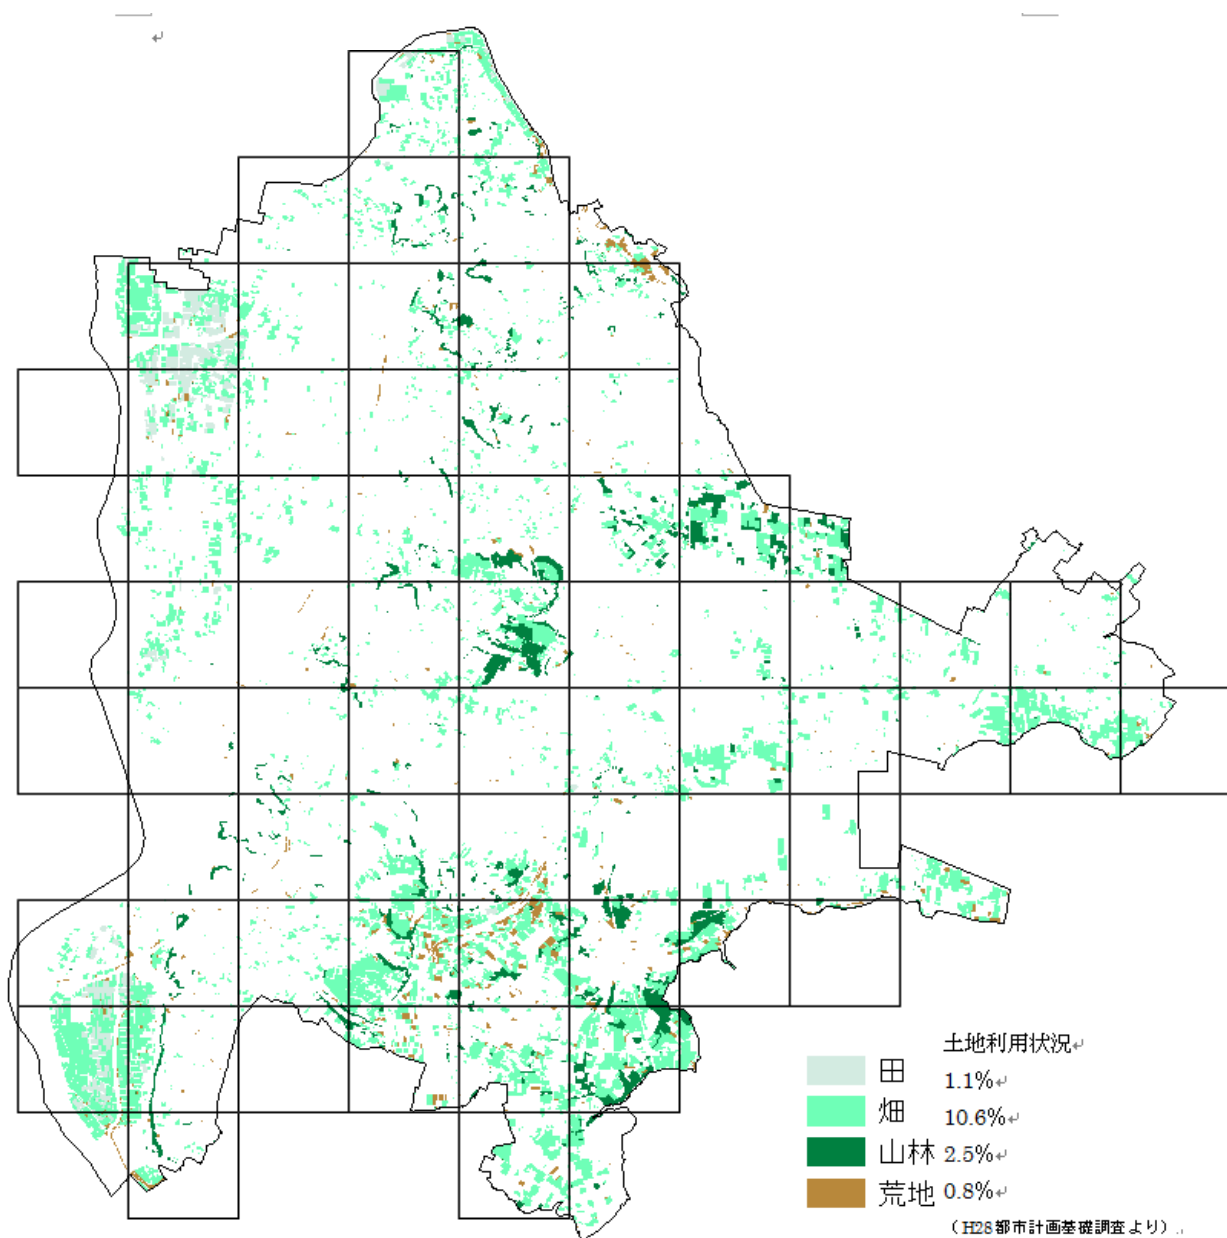 土地利用状況
田 1.1%
畑 10.6%
山林 2.5%
荒地 0.8%
（H28都市計画基礎調査より）